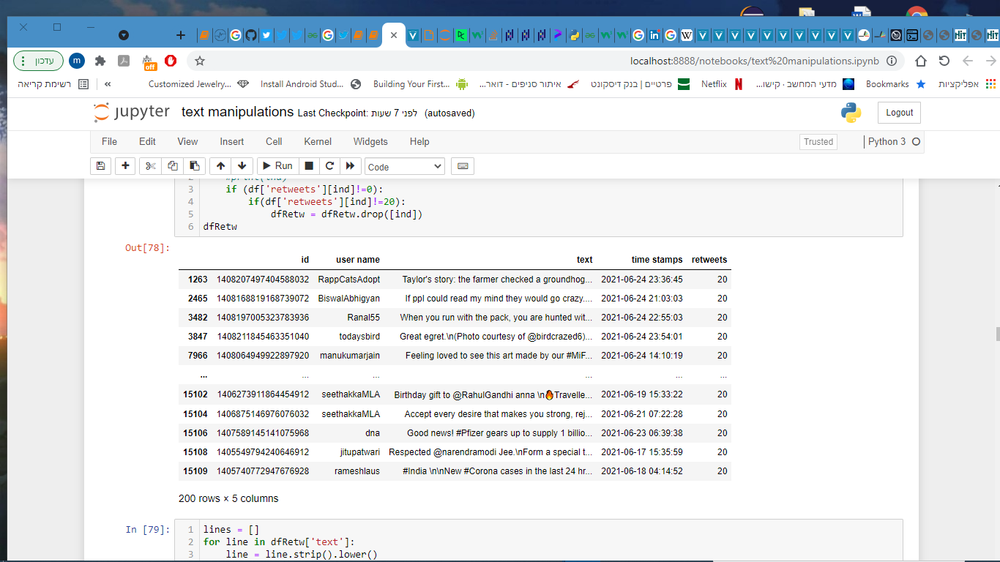 עדכון
m
off
localhost:8888/notebooks/text%20manipulations.ipynb
רשימת קריאה
«
Customized Jewelry...
Install Android Stud...
Building Your First...
איתור סניפים - דואר...
פרטיים | בנק דיסקונט
Netflix
מדעי המחשב · קישו...
Bookmarks
אפליקציות
jupyter text manipulations Last Checkpoint: לפני 7 שעות (autosaved)
Logout
File Edit View Insert Cell Kernel Widgets Help
Trusted
Python 3
Run
Code
2 #print(ind)
3 if (df['retweets'][ind]!=0):
4 if(df['retweets'][ind]!=20):
5 dfRetw = dfRetw.drop([ind])
6 dfRetw
Out[78]:
id user name text time stamps retweets
1263 1408207497404588032 RappCatsAdopt Taylor's story: the farmer checked a groundhog... 2021-06-24 23:36:45 20
2465 1408168819168739072 BiswalAbhigyan If ppl could read my mind they would go crazy.... 2021-06-24 21:03:03 20
3482 1408197005323783936 Ranal55 When you run with the pack, you are hunted wit... 2021-06-24 22:55:03 20
3847 1408211845463351040 todaysbird Great egret.\n(Photo courtesy of @birdcrazed6)... 2021-06-24 23:54:01 20
7966 1408064949922897920 manukumarjain Feeling loved to see this art made by our #MiF... 2021-06-24 14:10:19 20
... ... ... ... ... ...
15102 1406273911864454912 seethakkaMLA Birthday gift to @RahulGandhi anna \n🔥Travelle... 2021-06-19 15:33:22 20
15104 1406875146976076032 seethakkaMLA Accept every desire that makes you strong, rej... 2021-06-21 07:22:28 20
15106 1407589145141075968 dna Good news! #Pfizer gears up to supply 1 billio... 2021-06-23 06:39:38 20
15108 1405549794240646912 jitupatwari Respected @narendramodi Jee.\nForm a special t... 2021-06-17 15:35:59 20
15109 1405740772947676928 rameshlaus #India \n\nNew #Corona cases in the last 24 hr... 2021-06-18 04:14:52 20
200 rows × 5 columns
In [79]:
1 lines = []
2 for line in dfRetw['text']:
3 line = line.strip().lower()